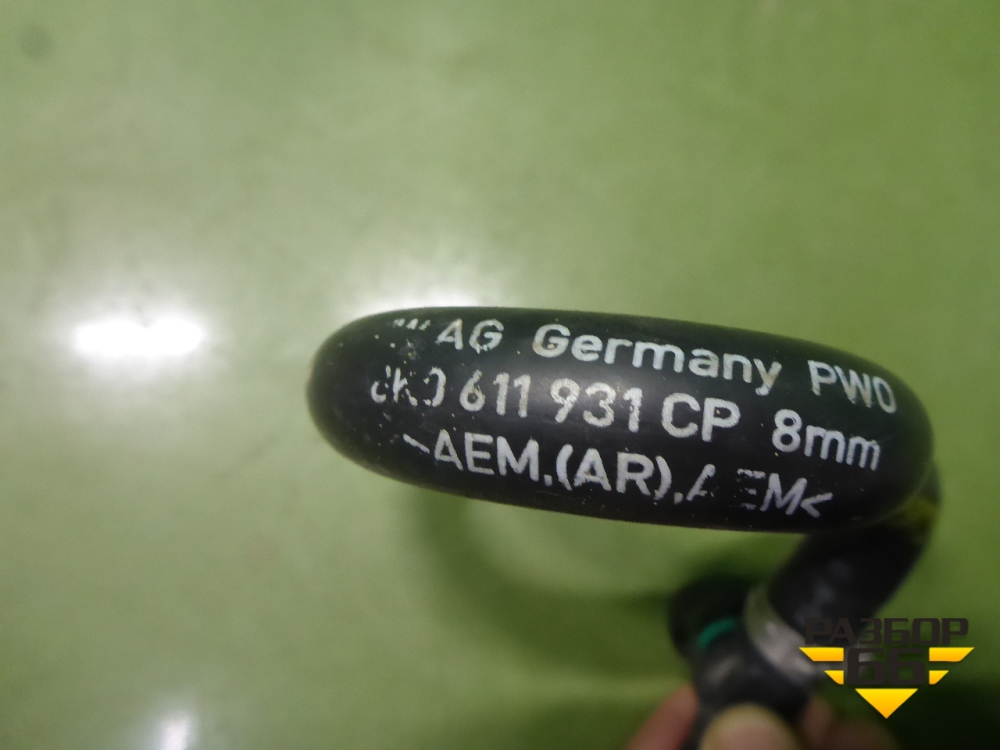 AG Germany PWO
611 931 CP 8mm
AEM,(AR),
РАЗБОР
66